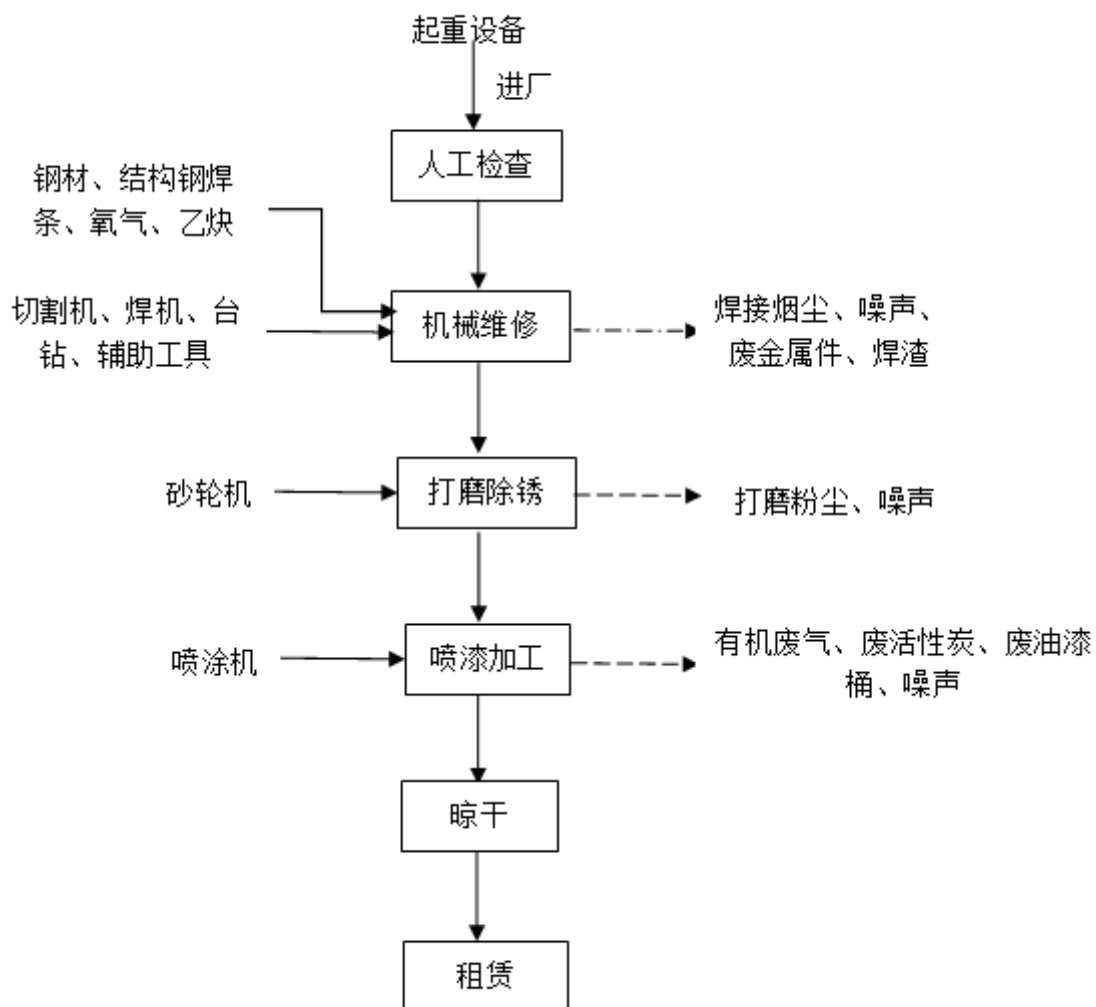 起重设备
进厂
人工检查
钢材、结构钢焊
条、氧气、乙炔
切割机、焊机、台
钻、辅助工具
机械维修
焊接烟尘、噪声、
废金属件、焊渣
砂轮机
打磨除锈
打磨粉尘、噪声
喷涂机
喷漆加工
有机废气、废活性炭、废油漆
桶、噪声
晾干
租赁